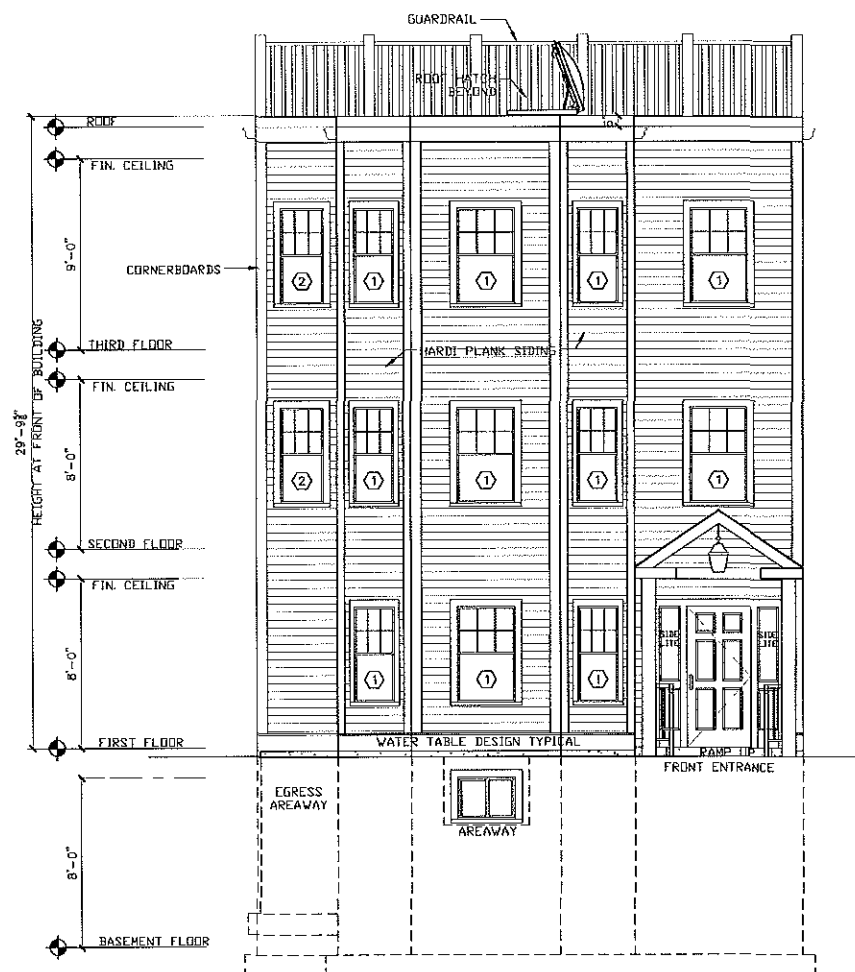 GUARDRAIL
ROOF HATCH
BEYOND
ROOF
FIN. CEILING
9'-0"
CORNERBOARDS
2
1
1
1
1
THIRD FLOOR
HARDI PLANK SIDING
FIN. CEILING
29'-9⅝"
HEIGHT AT FRONT OF BUILDING
8'-0"
2
1
1
1
1
SECOND FLOOR
FIN. CEILING
8'-0"
SIDE
LITE
SIDE
LITE
1
1
1
FIRST FLOOR
WATER TABLE DESIGN TYPICAL
RAMP UP
FRONT ENTRANCE
EGRESS
AREAWAY
AREAWAY
8'-0"
BASEMENT FLOOR